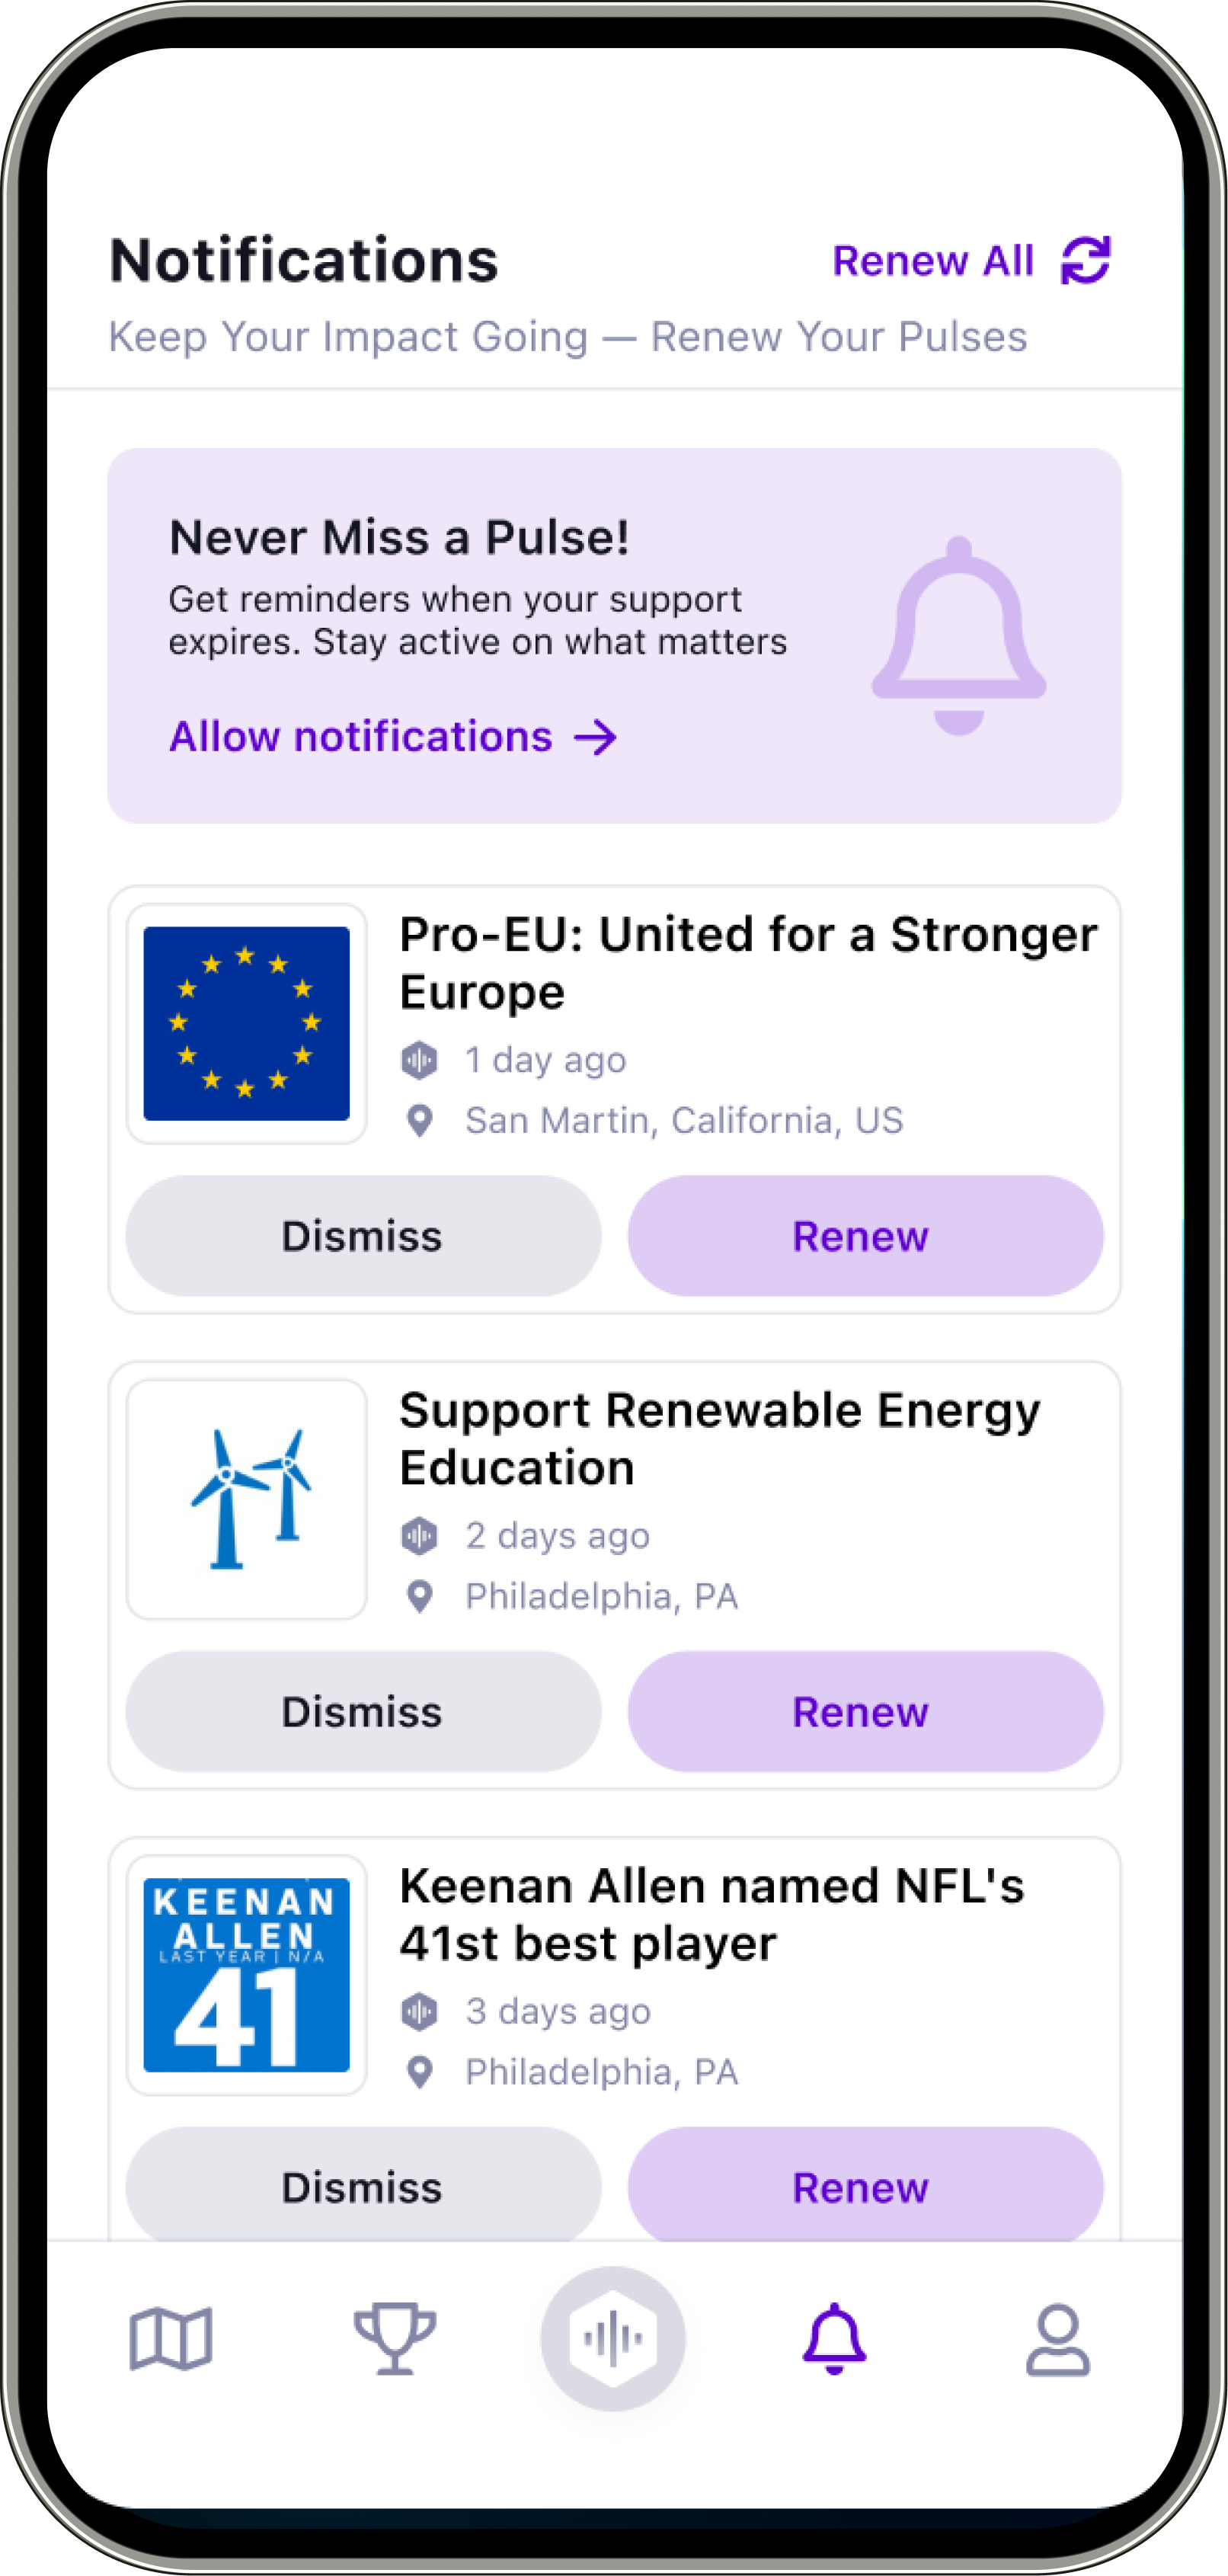 Notifications
Renew All
Keep Your Impact Going — Renew Your Pulses
Never Miss a Pulse!
Get reminders when your support
expires. Stay active on what matters
Allow notifications →
Pro-EU: United for a Stronger
Europe
1 day ago
San Martin, California, US
Dismiss
Renew
Support Renewable Energy
Education
2 days ago
Philadelphia, PA
Dismiss
Renew
KEENAN
ALLEN
LAST YEAR | N/A
41
Keenan Allen named NFL's
41st best player
3 days ago
Philadelphia, PA
Dismiss
Renew